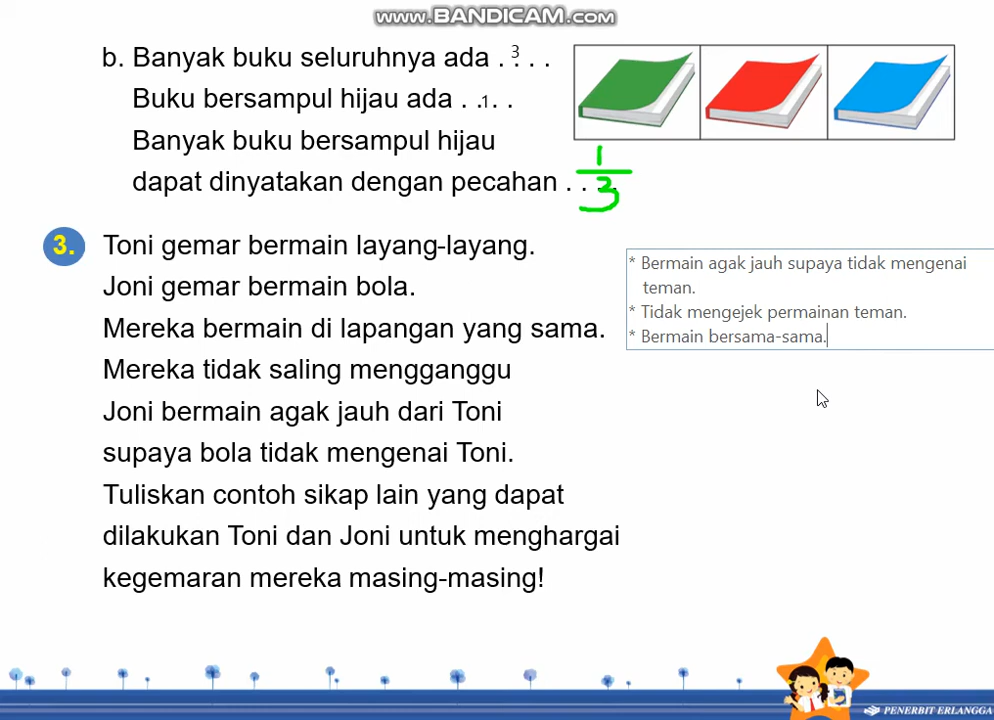 www.BANDICAM.com
b. Banyak buku seluruhnya ada . 3 . . .
Buku bersampul hijau ada . . 1 . .
Banyak buku bersampul hijau
dapat dinyatakan dengan pecahan . . . .
1
3
3. Toni gemar bermain layang-layang.
Joni gemar bermain bola.
Mereka bermain di lapangan yang sama.
Mereka tidak saling mengganggu
Joni bermain agak jauh dari Toni
supaya bola tidak mengenai Toni.
Tuliskan contoh sikap lain yang dapat
dilakukan Toni dan Joni untuk menghargai
kegemaran mereka masing-masing!
* Bermain agak jauh supaya tidak mengenai
teman.
* Tidak mengejek permainan teman.
* Bermain bersama-sama.
PENERBIT ERLANGGA